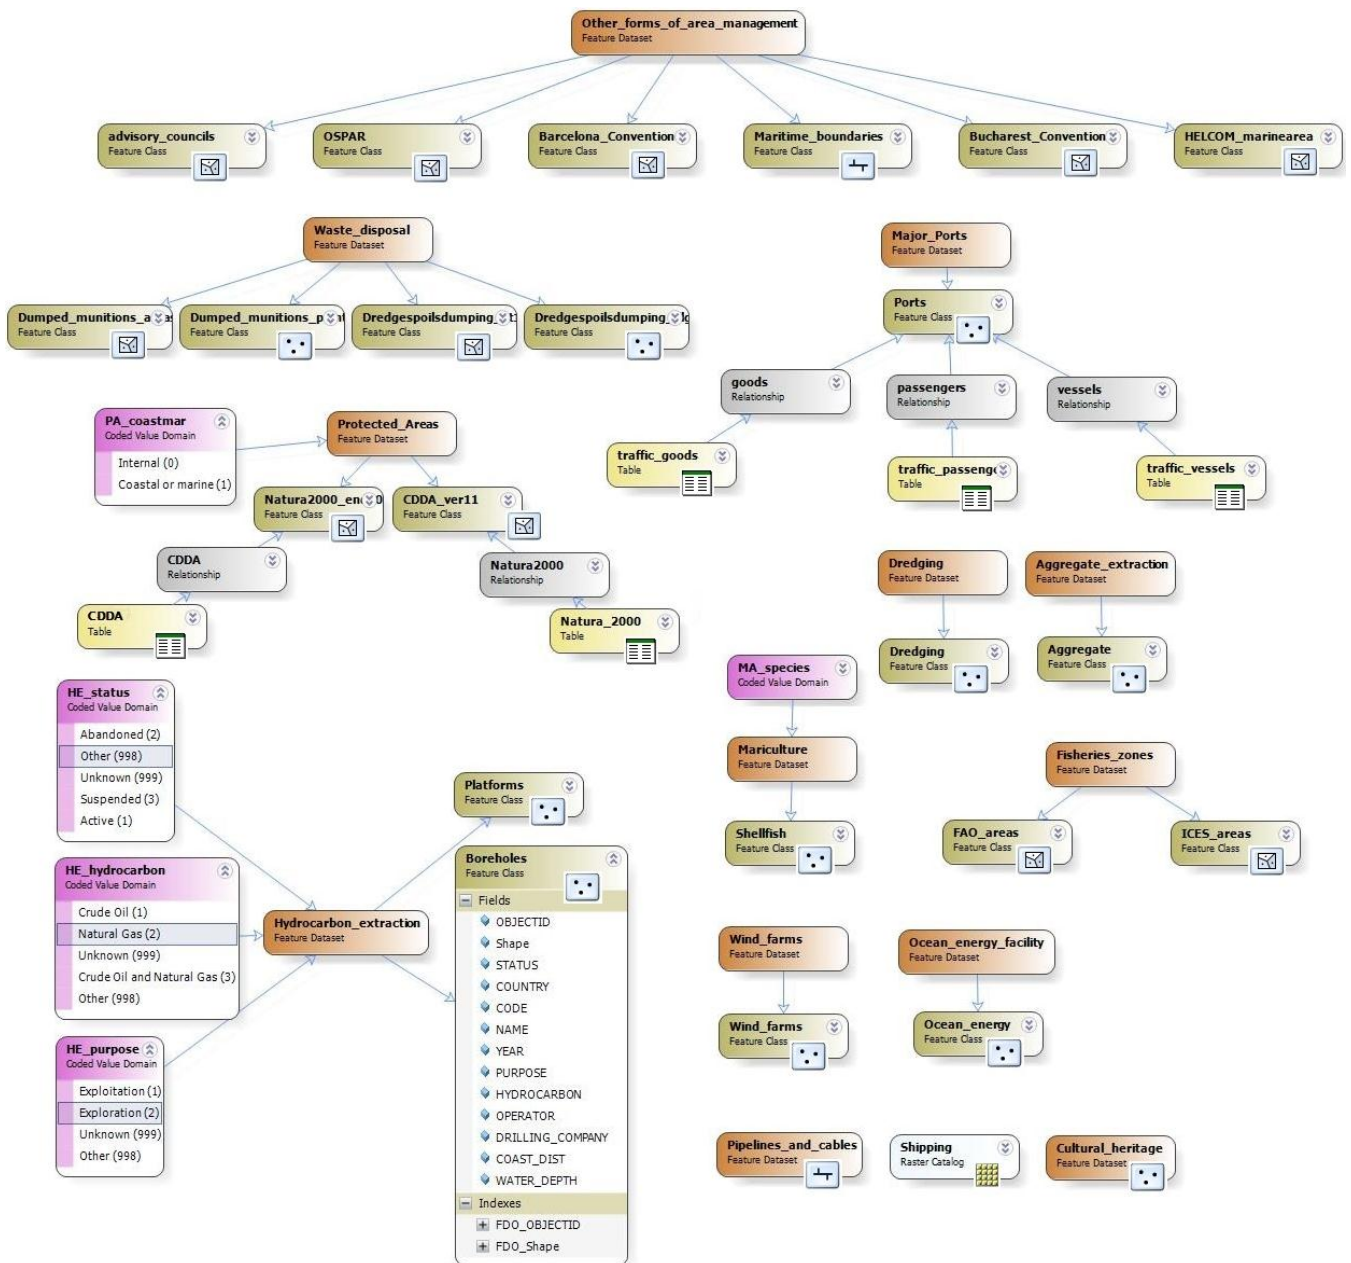 Other_forms_of_area_management
Feature Dataset
advisory_councils
Feature Class
OSPAR
Feature Class
Barcelona_Convention
Feature Class
Maritime_boundaries
Feature Class
Bucharest_Convention
Feature Class
HELCOM_marinearea
Feature Class
Waste_disposal
Feature Dataset
Major_Ports
Feature Dataset
Dumped_munitions_a
Feature Class
Dumped_munitions_p
Feature Class
Dredgespoilsdumping_
Feature Class
Dredgespoilsdumping_
Feature Class
Ports
Feature Class
goods
Relationship
passengers
Relationship
vessels
Relationship
traffic_goods
Table
traffic_passenge
Table
traffic_vessels
Table
PA_coastmar
Coded Value Domain
Internal (0)
Coastal or marine (1)
Protected_Areas
Feature Dataset
Natura2000_en
Feature Class
CDDA_ver11
Feature Class
CDDA
Relationship
Natura2000
Relationship
CDDA
Table
Natura_2000
Table
Dredging
Feature Dataset
Aggregate_extraction
Feature Dataset
Dredging
Feature Class
Aggregate
Feature Class
HE_status
Coded Value Domain
Abandoned (2)
Other (998)
Unknown (999)
Suspended (3)
Active (1)
HE_hydrocarbon
Coded Value Domain
Crude Oil (1)
Natural Gas (2)
Unknown (999)
Crude Oil and Natural Gas (3)
Other (998)
HE_purpose
Coded Value Domain
Exploitation (1)
Exploration (2)
Unknown (999)
Other (998)
Hydrocarbon_extraction
Feature Dataset
Platforms
Feature Class
Boreholes
Feature Class
Fields
OBJECTID
Shape
STATUS
COUNTRY
CODE
NAME
YEAR
PURPOSE
HYDROCARBON
OPERATOR
DRILLING_COMPANY
COAST_DIST
WATER_DEPTH
Indexes
FDO_OBJECTID
FDO_Shape
MA_species
Coded Value Domain
Mariculture
Feature Dataset
Shellfish
Feature Class
Fisheries_zones
Feature Dataset
FAO_areas
Feature Class
ICES_areas
Feature Class
Wind_farms
Feature Dataset
Ocean_energy_facility
Feature Dataset
Wind_farms
Feature Class
Ocean_energy
Feature Class
Pipelines_and_cables
Feature Dataset
Shipping
Raster Catalog
Cultural_heritage
Feature Dataset